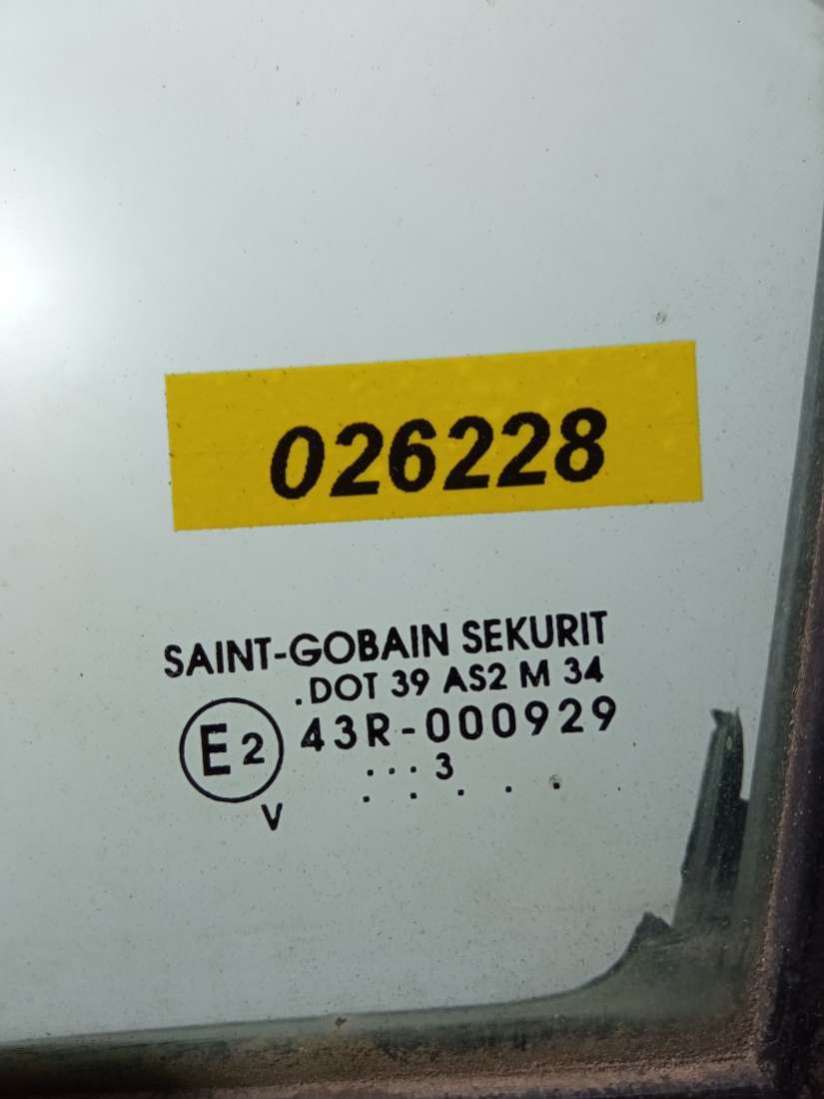 026228
SAINT-GOBAIN SEKURIT
.DOT 39 AS2 M 34
E2 43R-000929
...3
.....
V